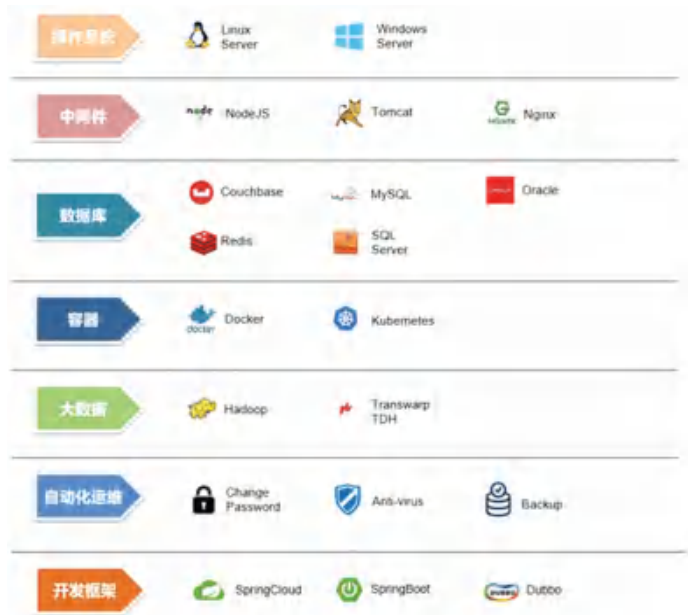 操作系统
Linux
Server
Windows
Server
中间件
node
NodeJS
Tomcat
Nginx
数据库
Couchbase
MySQL
Oracle
Redis
SQL
Server
容器
docker
Docker
Kubernetes
大数据
Hadoop
Transwarp
TDH
自动化运维
Change
Password
Anti-virus
Backup
开发框架
SpringCloud
SpringBoot
Dubbo